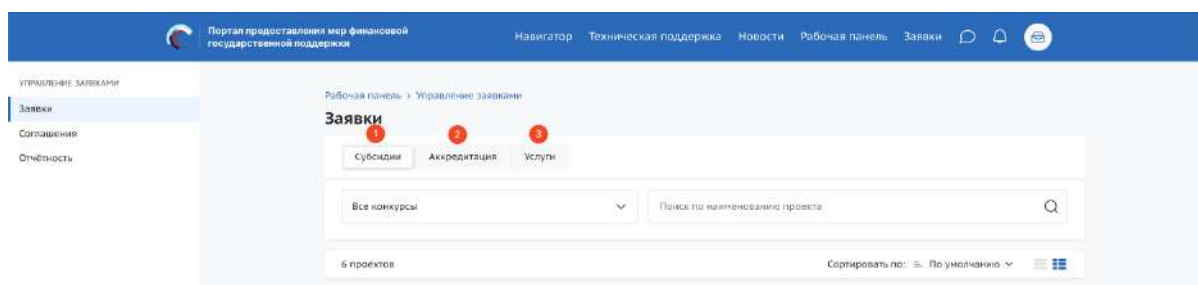 Портал предоставления мер финансовой
государственной поддержки
Навигатор Техническая поддержка Новости Рабочая панель Заявки
УПРАВЛЕНИЕ ЗАЯВКАМИ
Заявки
Соглашения
Отчётность
Рабочая панель > Управление заявками
Заявки
1 2 3
Субсидии Аккредитация Услуги
Все конкурсы Поиск по наименованию проекта
6 проектов Сортировать по: По умолчанию